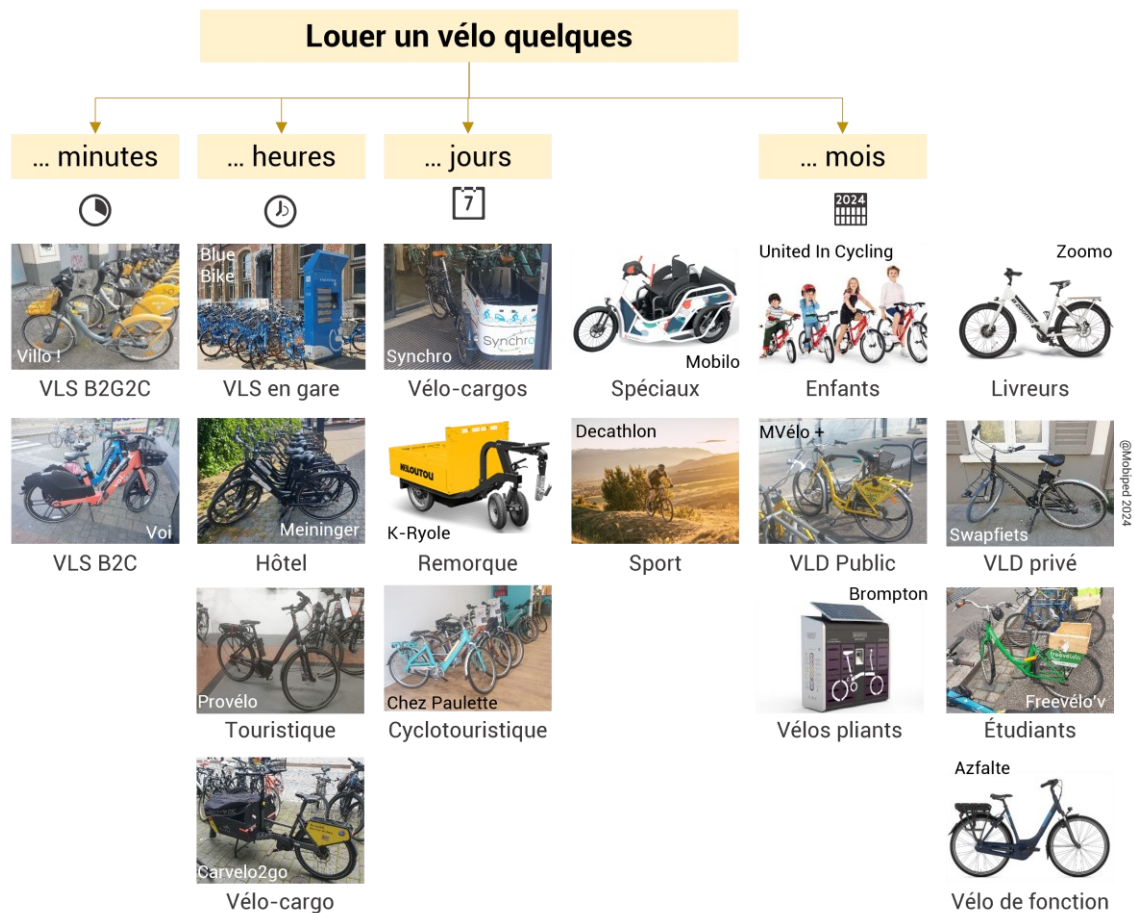 Louer un vélo quelques
... minutes
... heures
... jours
... mois
7
2024
Blue
Bike
Villo !
Synchro
Synchro
Mobilo
United In Cycling
Zoomo
VLS B2G2C
VLS en gare
Vélo-cargos
Spéciaux
Enfants
Livreurs
Voi
Meininger
KILOUTOU
K-Ryole
Decathlon
MVélo +
Swapfiets
@Mobiped 2024
VLS B2C
Hôtel
Remorque
Sport
VLD Public
VLD privé
Provélo
Chez Paulette
Brompton
freevélo
Freevélo'v
Touristique
Cyclotouristique
Vélos pliants
Étudiants
Carvelo2go
Azfalte
Vélo-cargo
Vélo de fonction